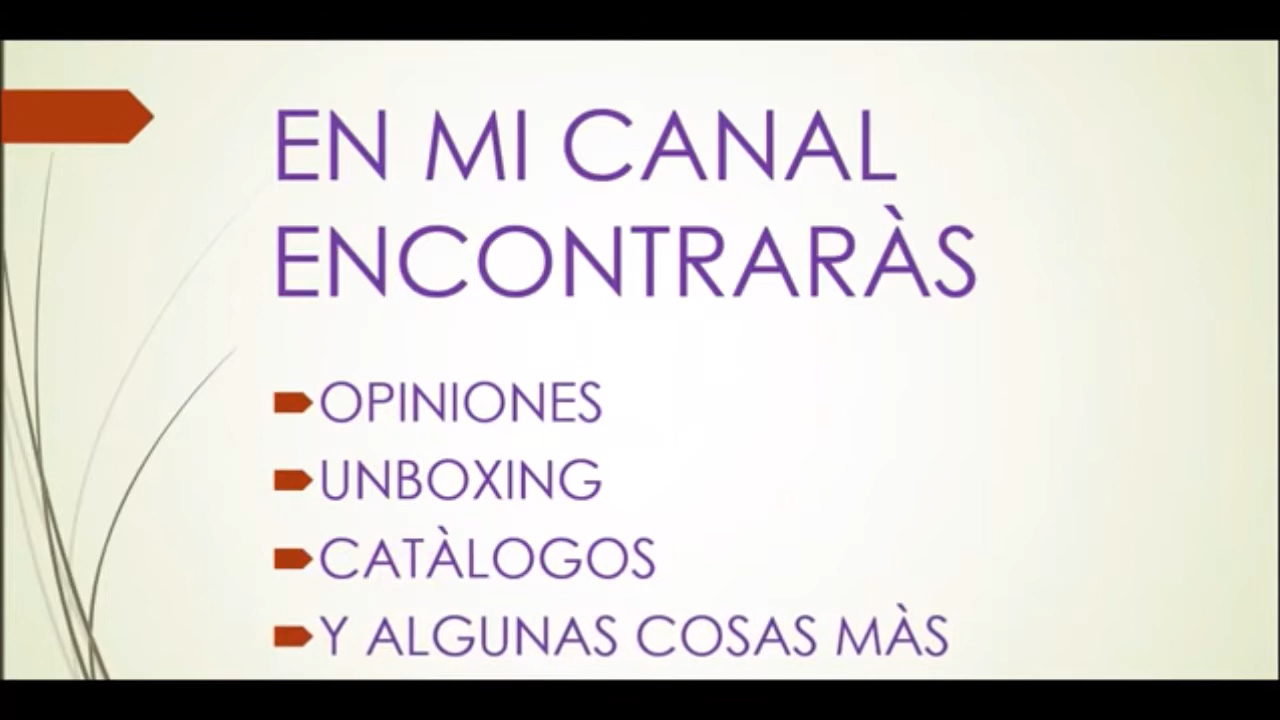 EN MI CANAL
ENCONTRARÀS
OPINIONES
UNBOXING
CATÀLOGOS
Y ALGUNAS COSAS MÀS